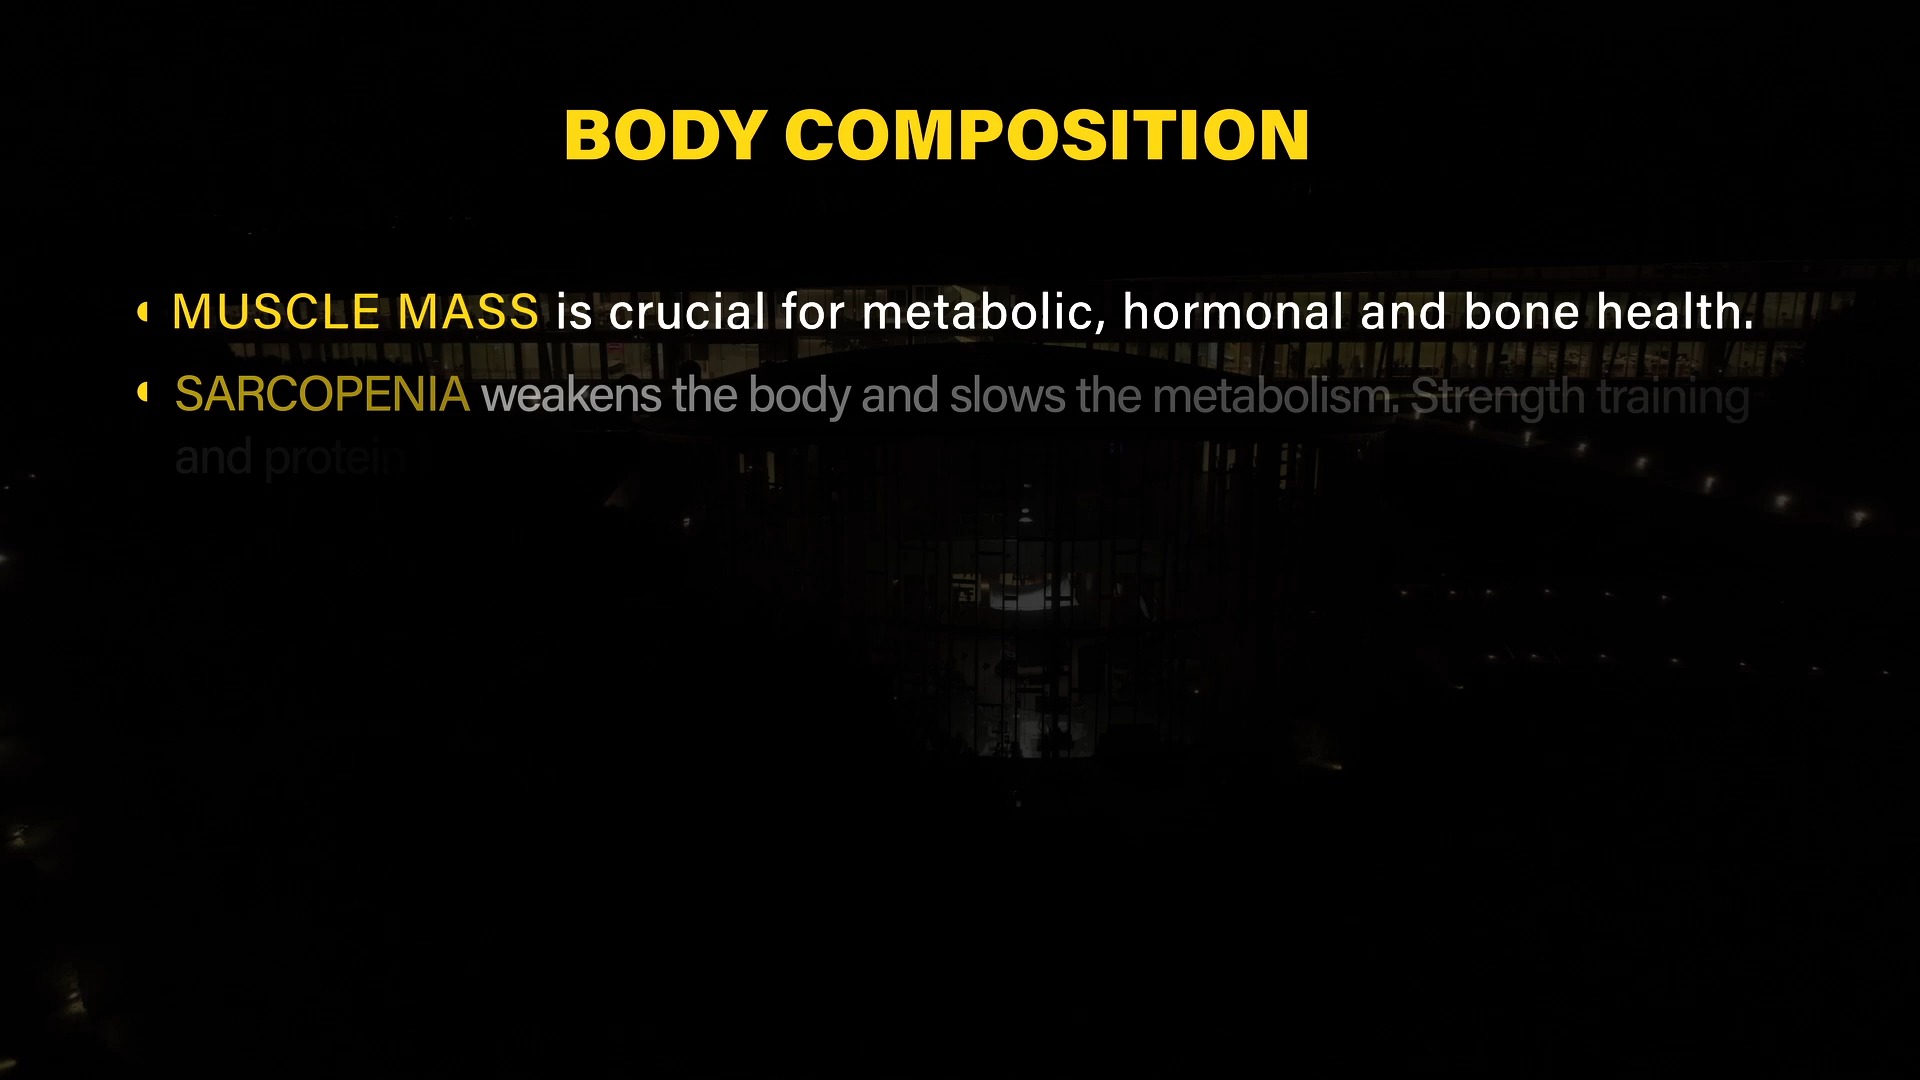 BODY COMPOSITION
MUSCLE MASS is crucial for metabolic, hormonal and bone health.
SARCOPENIA weakens the body and slows the metabolism. Strength training
and protein